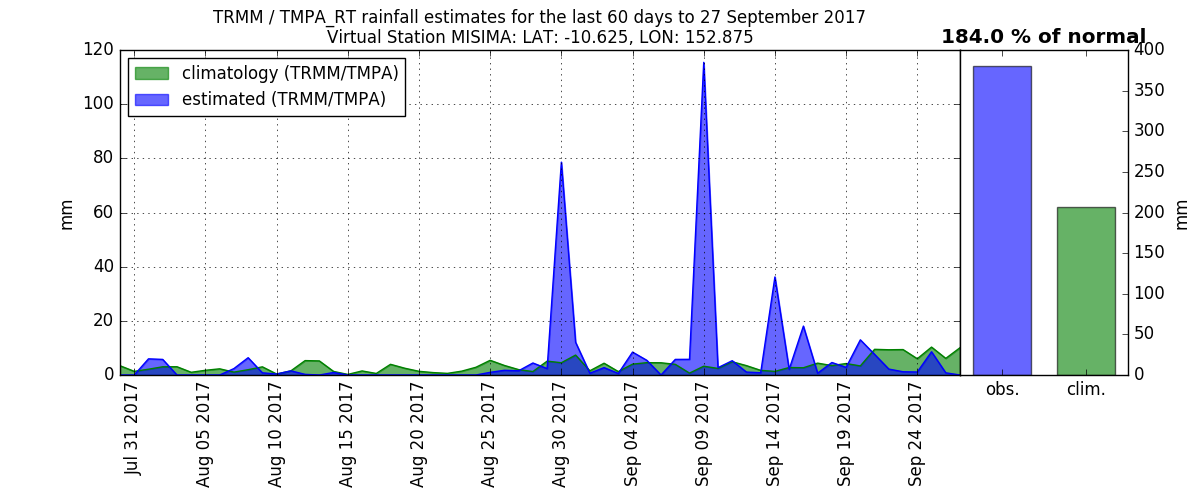 TRMM / TMPA_RT rainfall estimates for the last 60 days to 27 September 2017
Virtual Station MISIMA: LAT: -10.625, LON: 152.875
184.0 % of normal
climatology (TRMM/TMPA)
estimated (TRMM/TMPA)
mm
120
100
80
60
40
20
0
Jul 31 2017
Aug 05 2017
Aug 10 2017
Aug 15 2017
Aug 20 2017
Aug 25 2017
Aug 30 2017
Sep 04 2017
Sep 09 2017
Sep 14 2017
Sep 19 2017
Sep 24 2017
obs.
clim.
400
350
300
250
200
150
100
50
0
mm